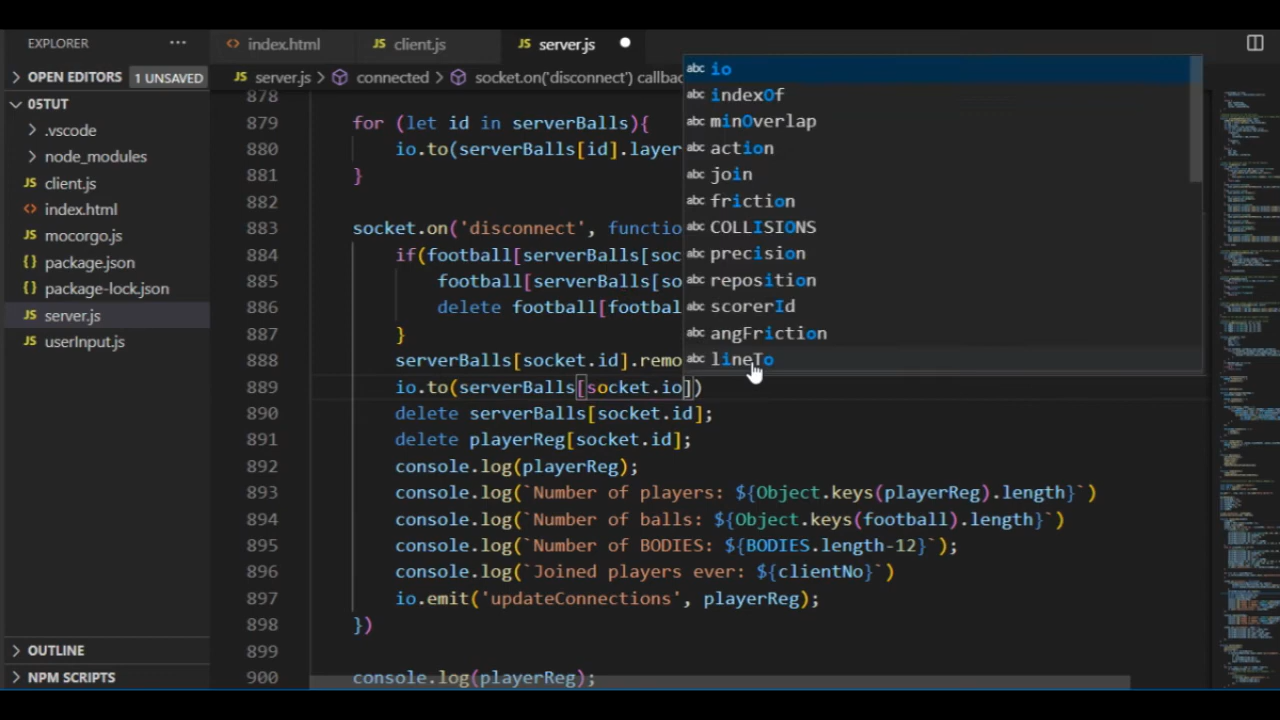 EXPLORER ···
index.html
JS client.js
JS server.js
OPEN EDITORS 1 UNSAVED
JS server.js > connected > socket.on('disconnect') callbac
05TUT
.vscode
node_modules
JS client.js
index.html
JS mocorgo.js
{} package.json
{} package-lock.json
JS server.js
JS userInput.js
OUTLINE
NPM SCRIPTS
878
879 for (let id in serverBalls){
880 io.to(serverBalls[id].layer
881 }
882
883 socket.on('disconnect', functio
884 if(football[serverBalls[soc
885 football[serverBalls[so
886 delete football[footbal
887 }
888 serverBalls[socket.id].remo
889 io.to(serverBalls[socket.io])
890 delete serverBalls[socket.id];
891 delete playerReg[socket.id];
892 console.log(playerReg);
893 console.log(`Number of players: ${Object.keys(playerReg).length}`)
894 console.log(`Number of balls: ${Object.keys(football).length}`)
895 console.log(`Number of BODIES: ${BODIES.length-12}`);
896 console.log(`Joined players ever: ${clientNo}`)
897 io.emit('updateConnections', playerReg);
898 })
899
900 console.log(playerReg);
abc io
abc indexOf
abc minOverlap
abc action
abc join
abc friction
abc COLLISIONS
abc precision
abc reposition
abc scorerId
abc angFriction
abc lineTo